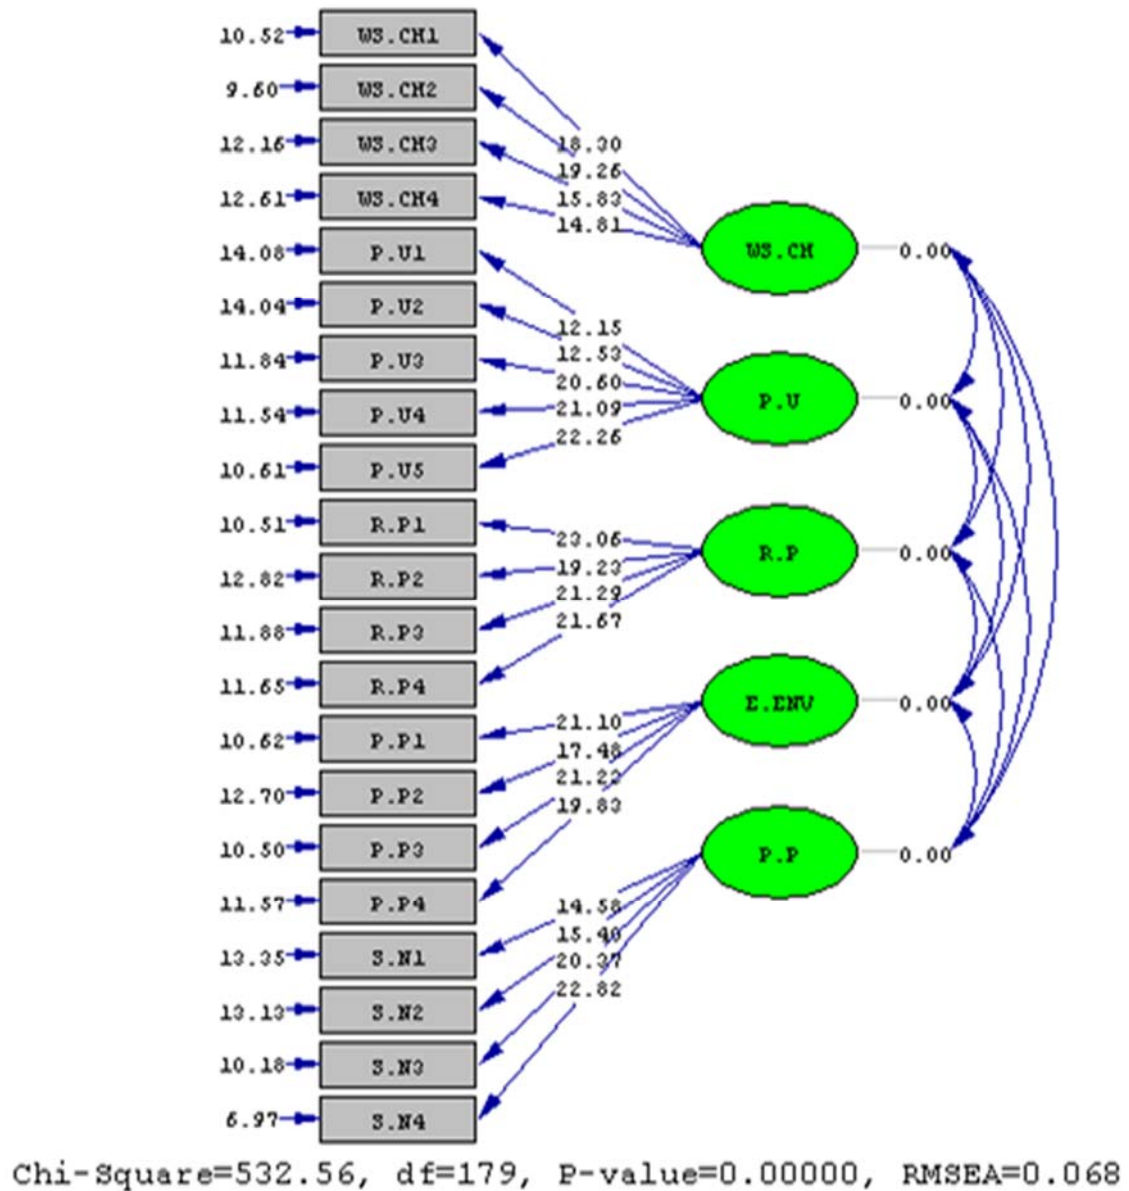 10.52 WS.CH1
9.60 WS.CH2
12.16 WS.CH3
12.61 WS.CH4
14.08 P.U1
14.04 P.U2
11.84 P.U3
11.54 P.U4
10.61 P.U5
10.51 R.P1
12.82 R.P2
11.88 R.P3
11.65 R.P4
10.62 P.P1
12.70 P.P2
10.50 P.P3
11.57 P.P4
13.35 S.N1
13.13 S.N2
10.18 S.N3
6.97 S.N4
18.30
19.26
15.83
14.81
12.15
12.53
20.60
21.09
22.26
23.06
19.23
21.29
21.67
21.10
17.48
21.23
19.83
14.58
15.40
20.37
22.82
WS.CH 0.00
P.U 0.00
R.P 0.00
E.ENV 0.00
P.P 0.00
Chi-Square=532.56, df=179, P-value=0.00000, RMSEA=0.068